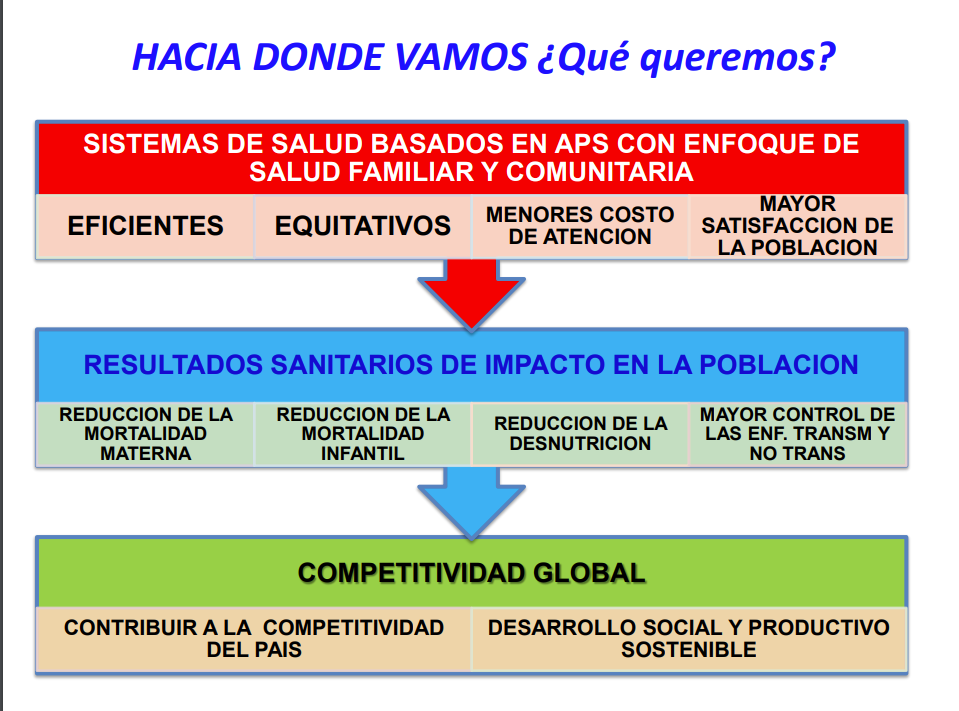 HACIA DONDE VAMOS ¿Qué queremos?
SISTEMAS DE SALUD BASADOS EN APS CON ENFOQUE DE
SALUD FAMILIAR Y COMUNITARIA
EFICIENTES
EQUITATIVOS
MENORES COSTO
DE ATENCION
MAYOR
SATISFACCION DE
LA POBLACION
RESULTADOS SANITARIOS DE IMPACTO EN LA POBLACION
REDUCCION DE LA
MORTALIDAD
MATERNA
REDUCCION DE LA
MORTALIDAD
INFANTIL
REDUCCION DE LA
DESNUTRICION
MAYOR CONTROL DE
LAS ENF. TRANSM Y
NO TRANS
COMPETITIVIDAD GLOBAL
CONTRIBUIR A LA COMPETITIVIDAD
DEL PAIS
DESARROLLO SOCIAL Y PRODUCTIVO
SOSTENIBLE